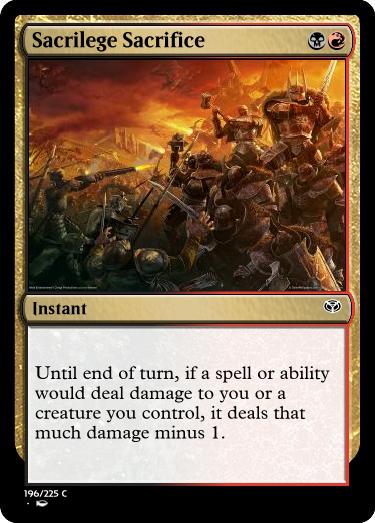 Sacrilege Sacrifice
Instant
Until end of turn, if a spell or ability
would deal damage to you or a
creature you control, it deals that
much damage minus 1.
196/225 C